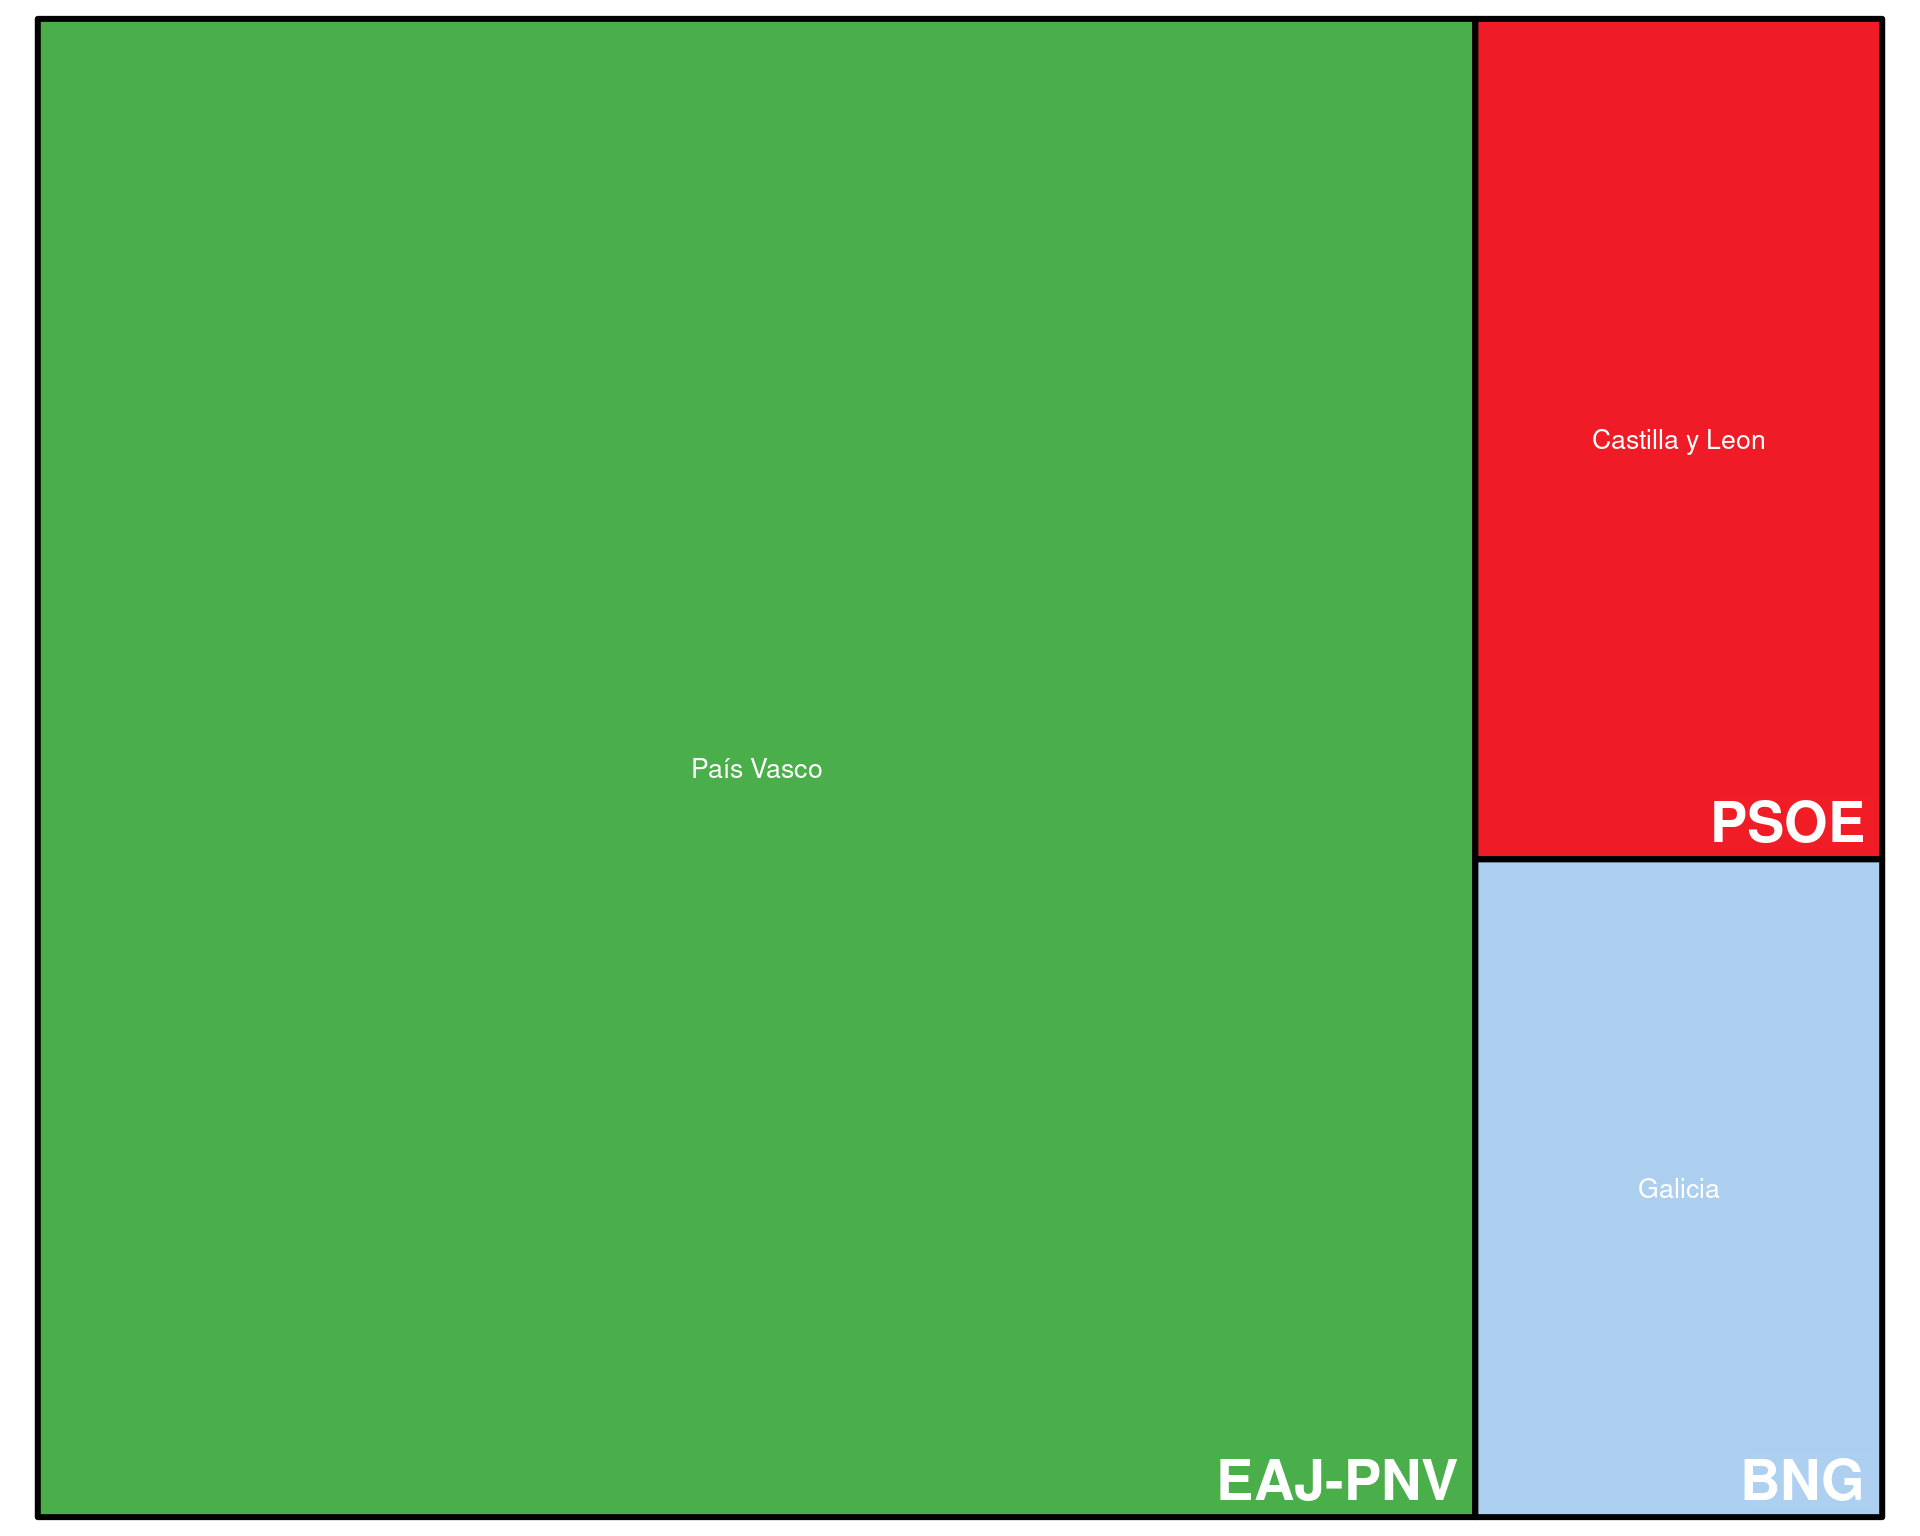 País Vasco
EAJ-PNV
Castilla y Leon
PSOE
Galicia
BNG